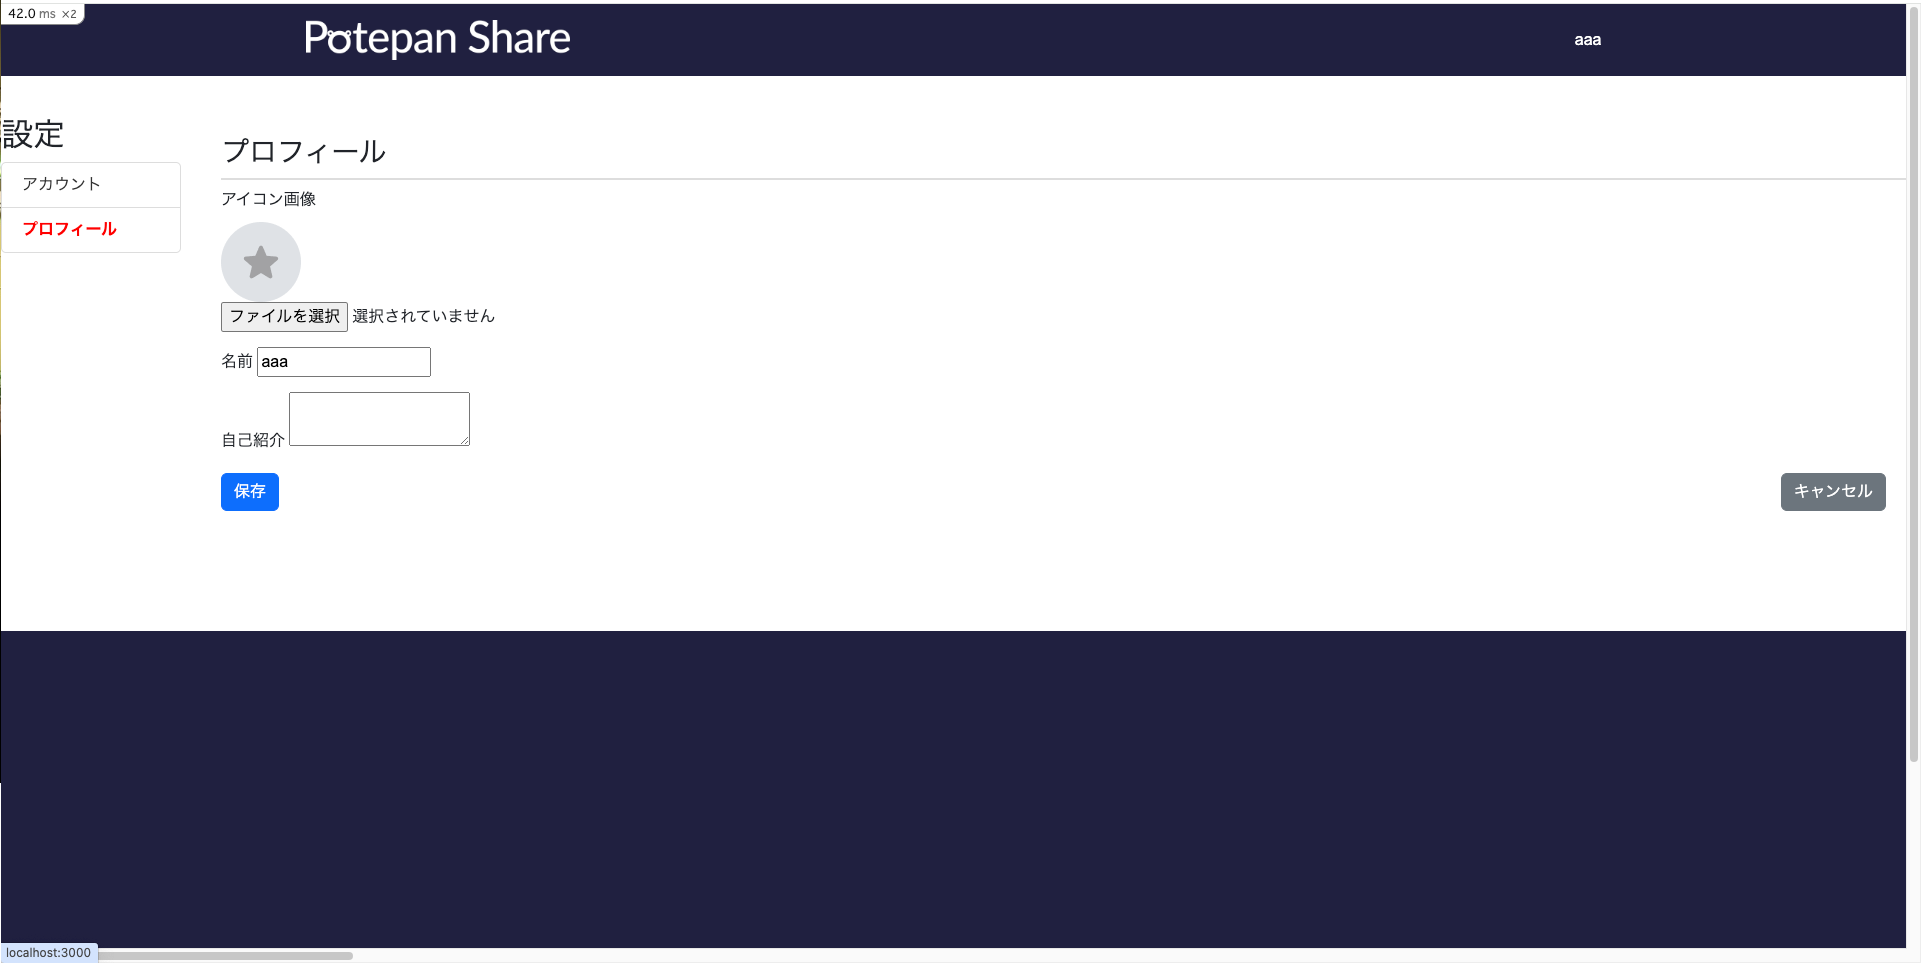 42.0 ms ×2
Potepan Share
aaa
設定
アカウント
プロフィール
プロフィール
アイコン画像
ファイルを選択 選択されていません
名前 aaa
自己紹介
保存
キャンセル
localhost:3000